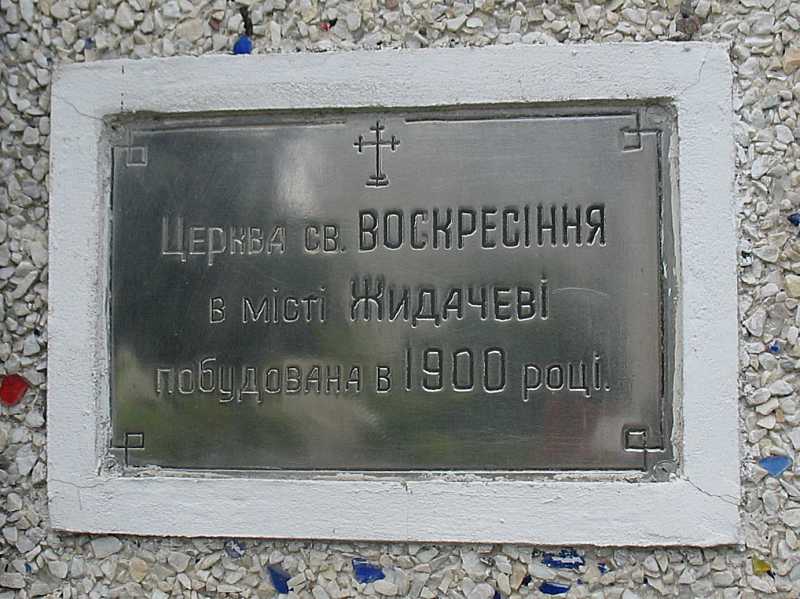 Церква св. ВОСКРЕСІННЯ
в місті Жидачеві
побудована в 1900 році.